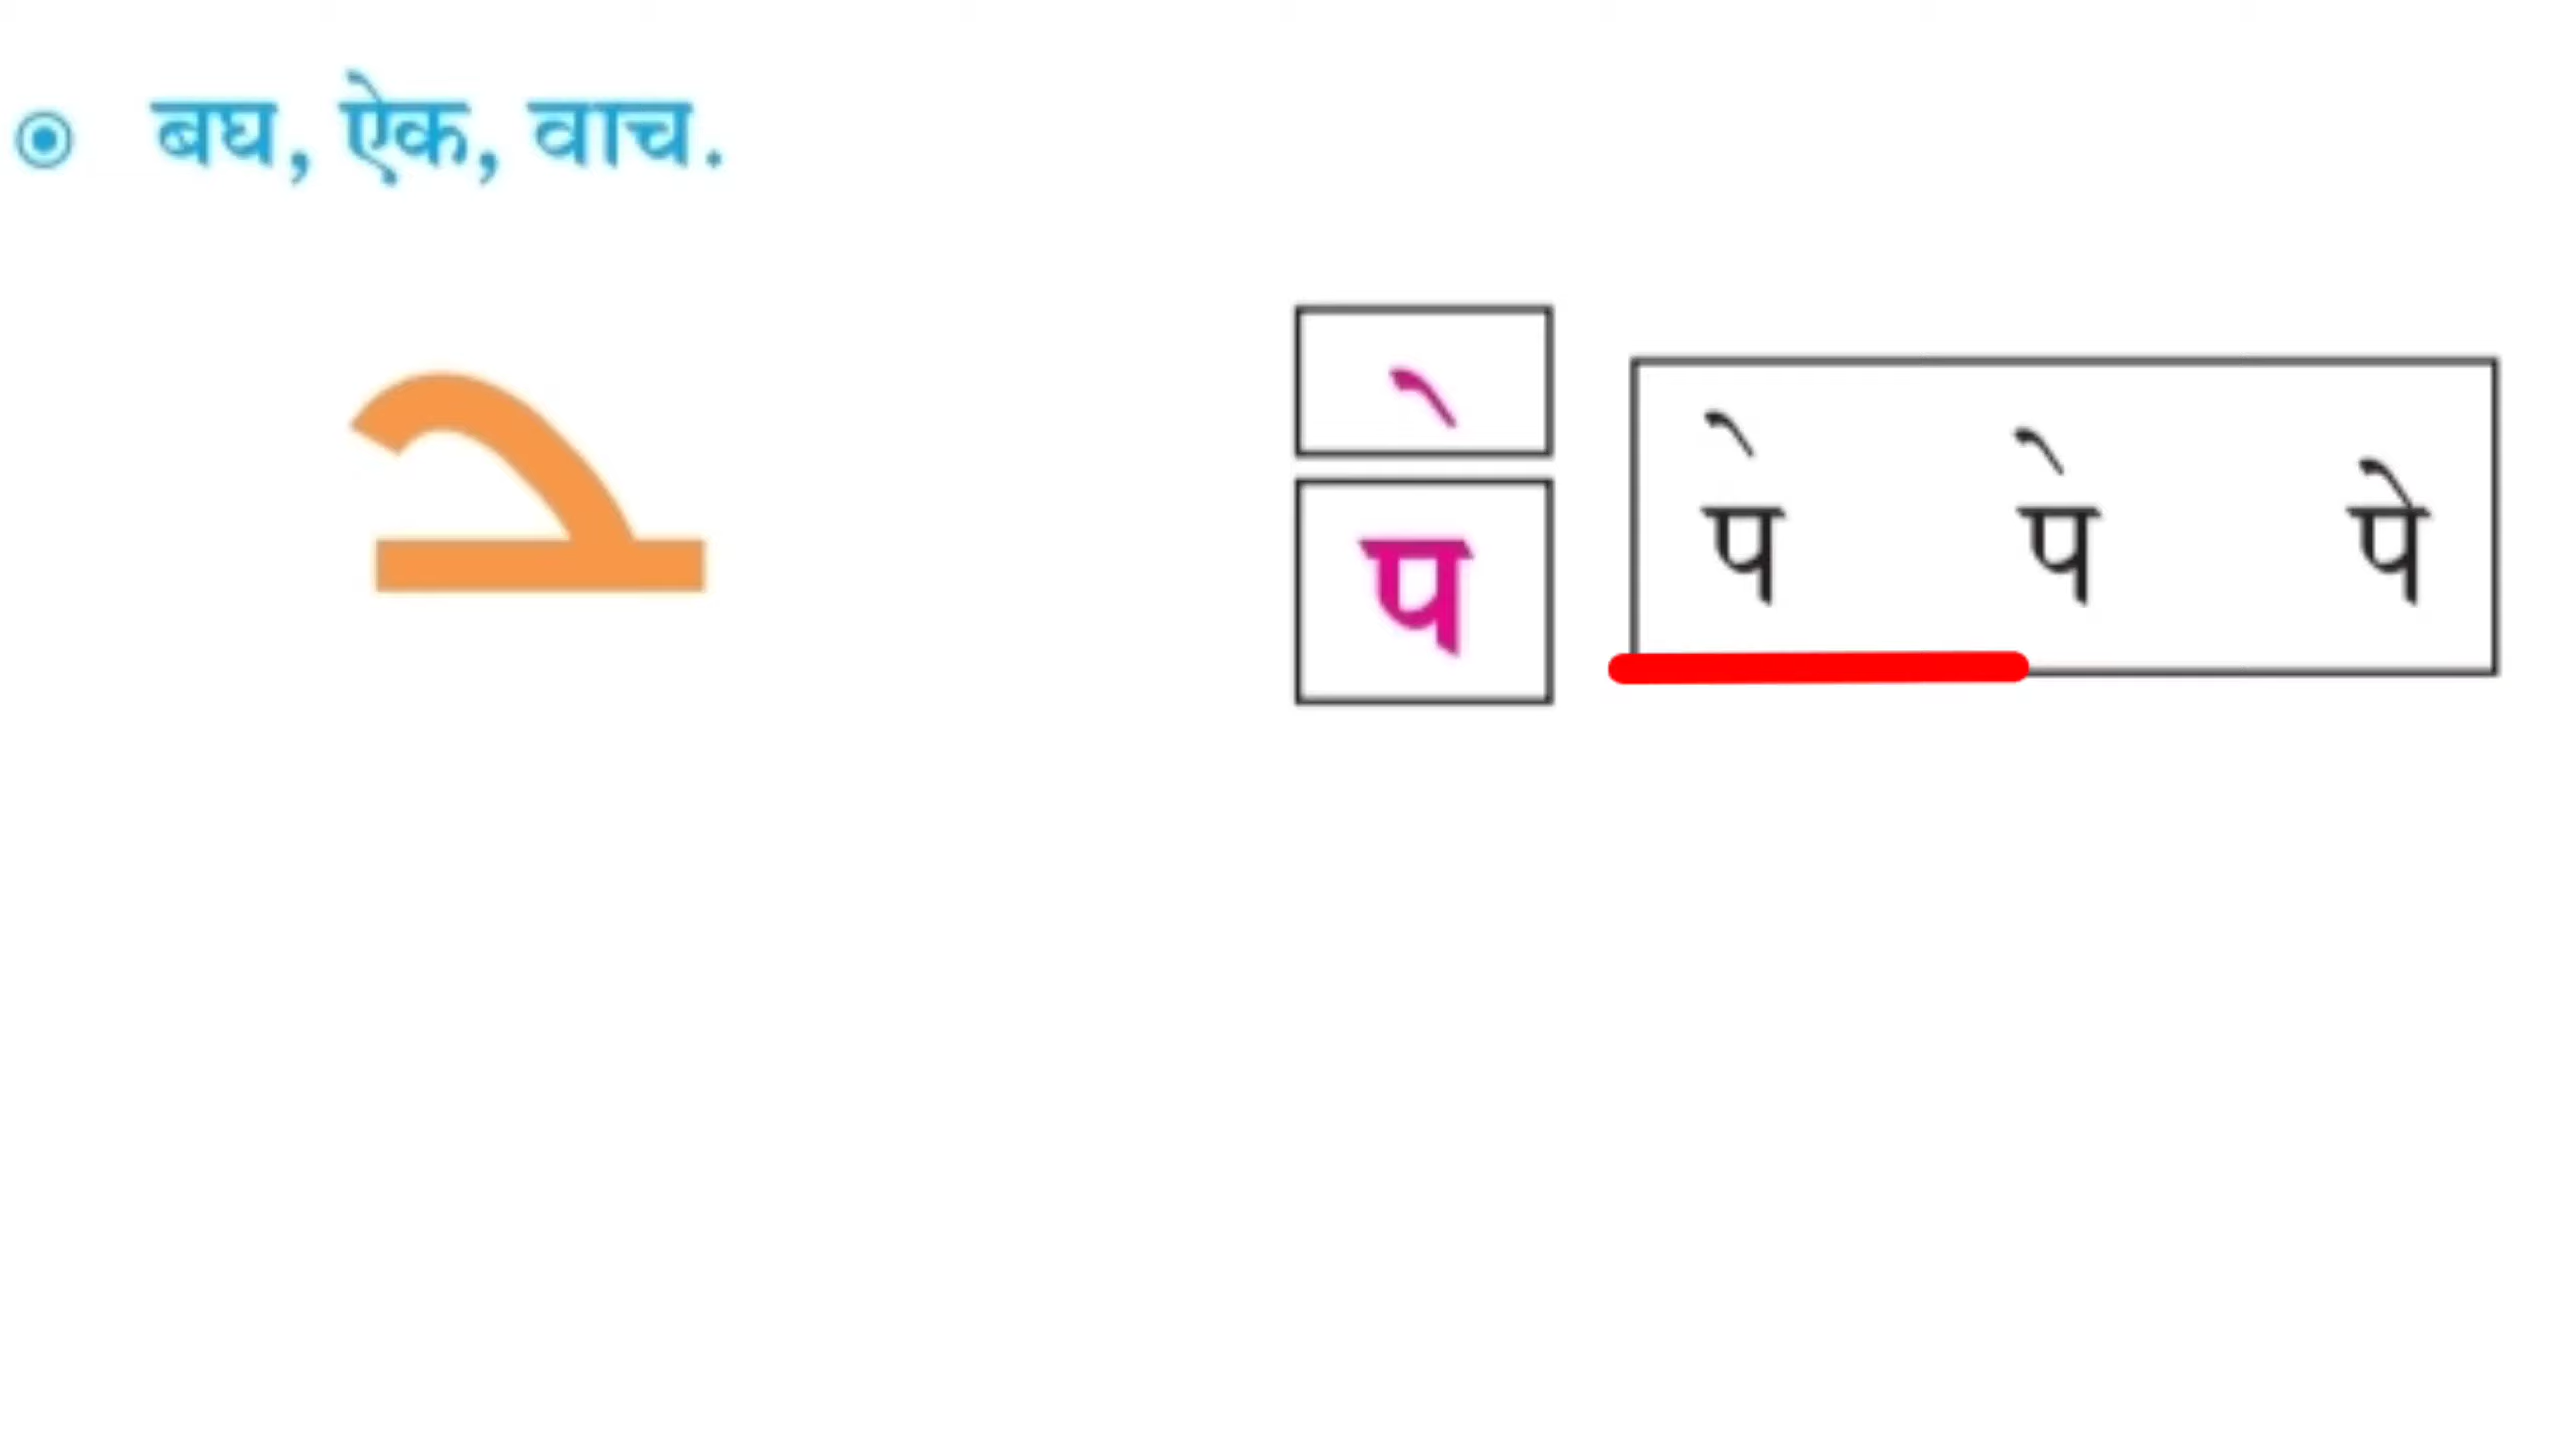 बघ, ऐक, वाच.
े
प
पे पे पे